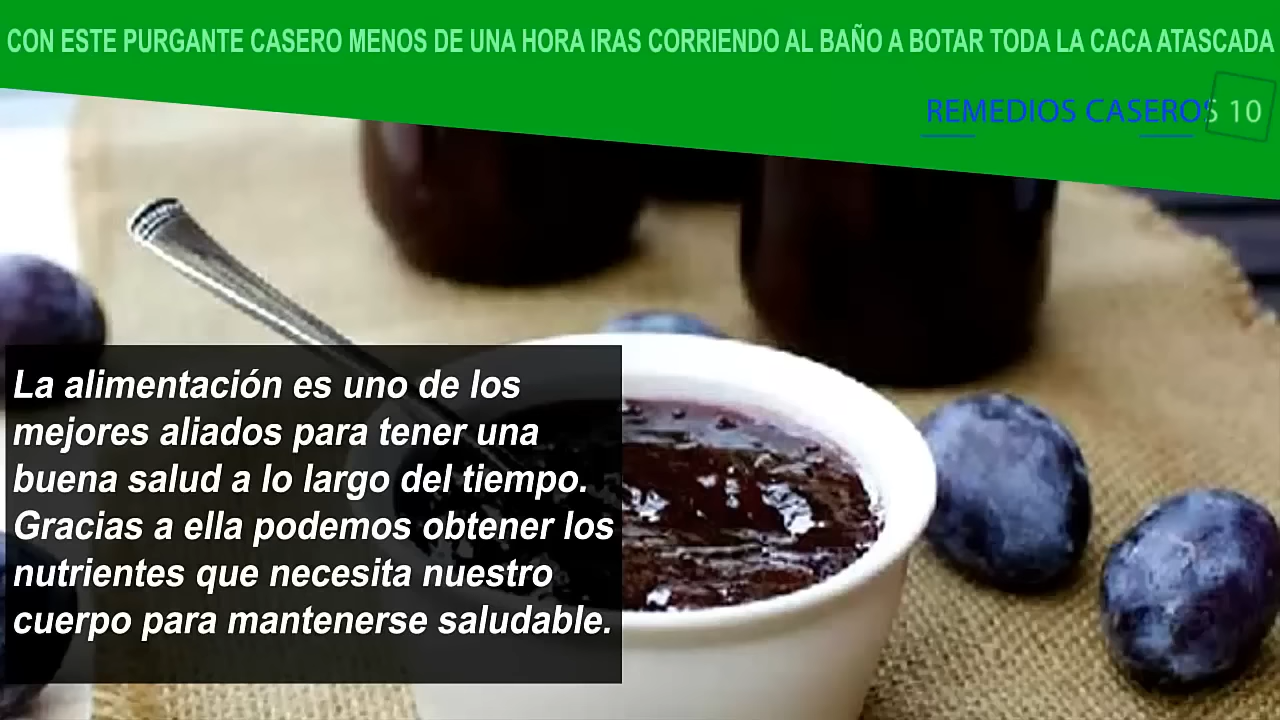 CON ESTE PURGANTE CASERO MENOS DE UNA HORA IRAS CORRIENDO AL BAÑO A BOTAR TODA LA CACA ATASCADA
REMEDIOS CASEROS 10
La alimentación es uno de los
mejores aliados para tener una
buena salud a lo largo del tiempo.
Gracias a ella podemos obtener los
nutrientes que necesita nuestro
cuerpo para mantenerse saludable.